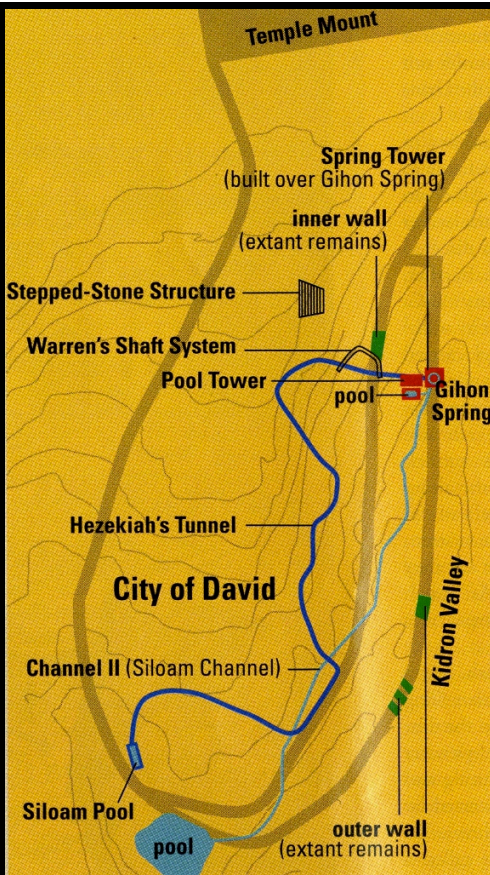 Temple Mount
Spring Tower
(built over Gihon Spring)
inner wall
(extant remains)
Stepped-Stone Structure
Warren's Shaft System
Pool Tower
pool
Gihon
Spring
Hezekiah's Tunnel
City of David
Kidron Valley
Channel II (Siloam Channel)
Siloam Pool
pool
outer wall
(extant remains)